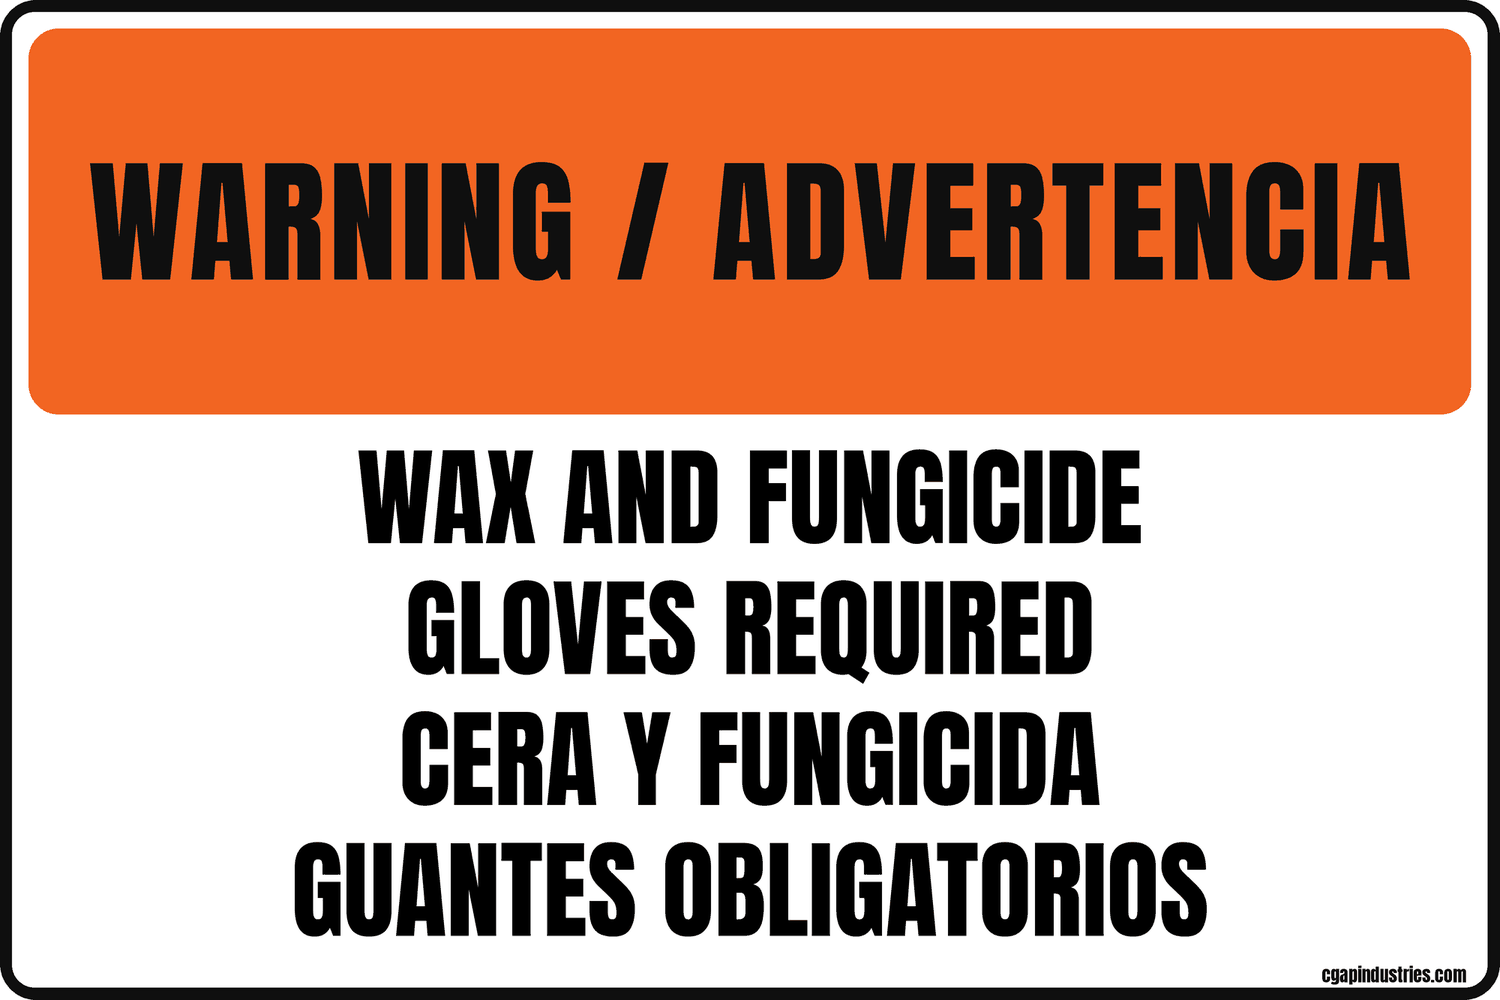 WARNING / ADVERTENCIA
WAX AND FUNGICIDE
GLOVES REQUIRED
CERA Y FUNGICIDA
GUANTES OBLIGATORIOS
cgapindustries.com